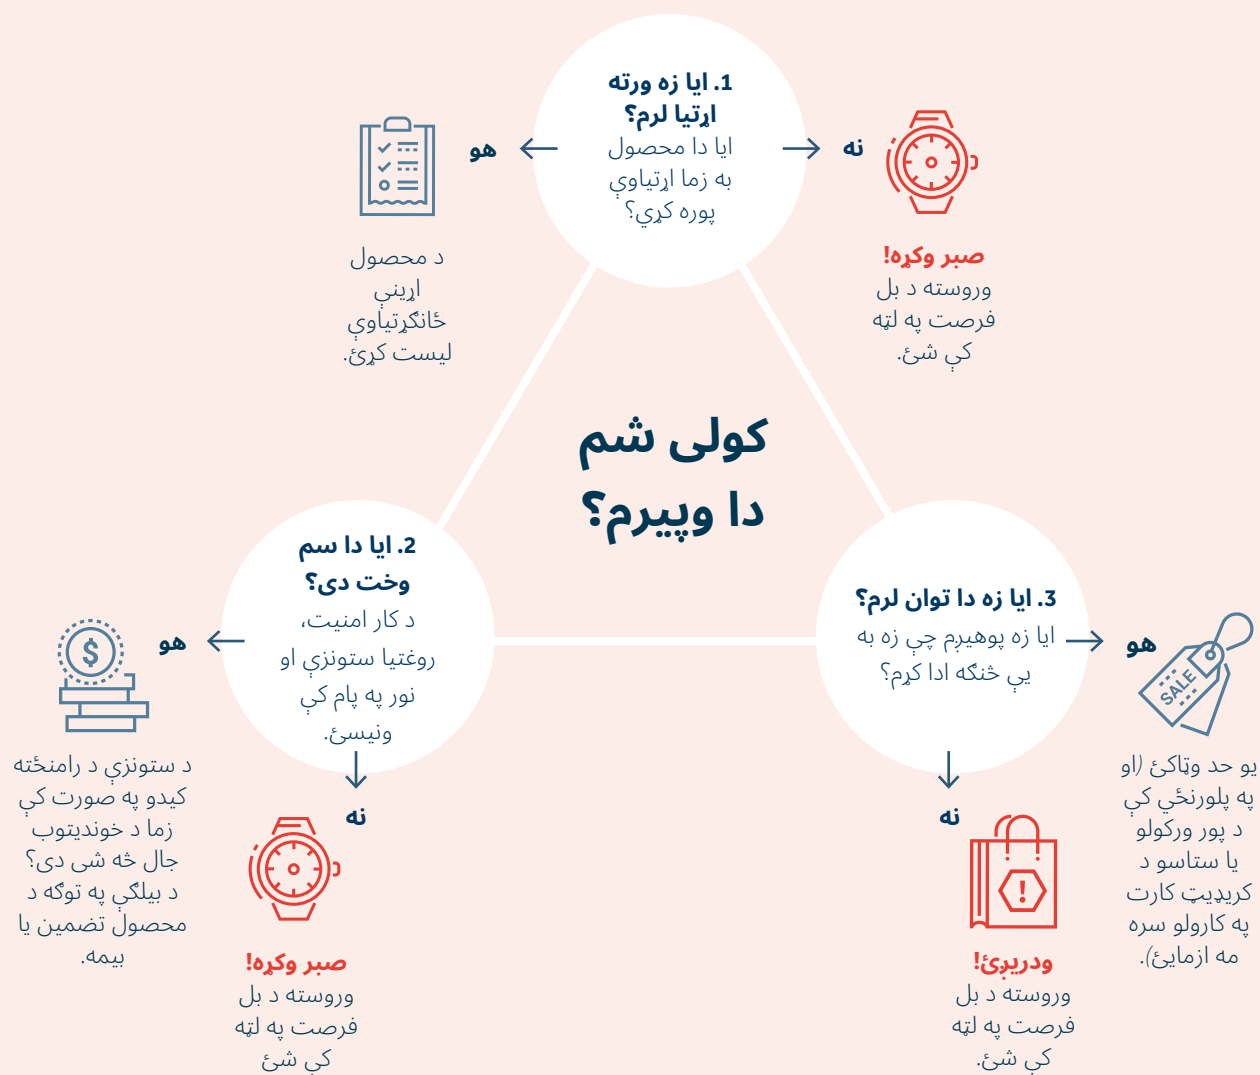 1. ایا زه ورته
اړتیا لرم؟
ایا دا محصول
به زما اړتیاوې
پوره کړي؟
نه
صبر وکړه!
وروسته د بل
فرصت په لټه
کې شئ.
هو
د محصول
اړینې
ځانګړتیاوې
لیست کړئ.
کولی شم
دا وپیرم؟
2. ایا دا سم
وخت دی؟
د کار امنیت،
روغتیا ستونزې او
نور په پام کې
ونیسئ.
هو
د ستونزې د رامنځته
کیدو په صورت کې
زما د خوندیتوب
جال څه شی دی؟
د بیلګې په توګه د
محصول تضمین یا
بیمه.
نه
صبر وکړه!
وروسته د بل
فرصت په لټه
کې شئ
3. ایا زه دا توان لرم؟
ایا زه پوهیږم چې زه به
یې څنګه ادا کړم؟
هو
SALE
یو حد وټاکئ (او
په پلورنځي کې
د پور ورکولو
یا ستاسو د
کریډیټ کارت
په کارولو سره
مه ازمایئ).
نه
ودریږئ!
وروسته د بل
فرصت په لټه
کې شئ.
$
!